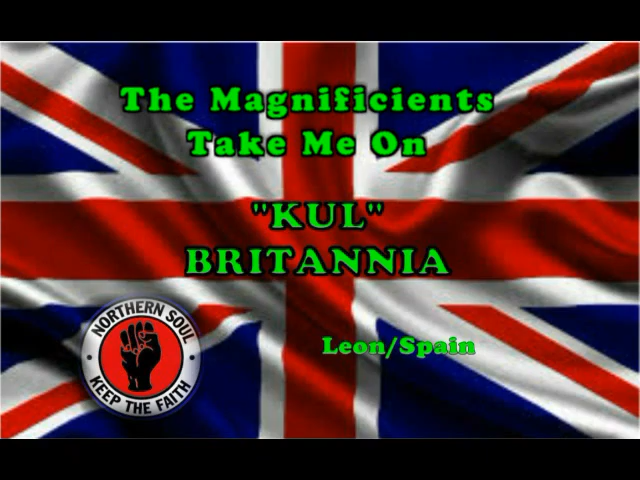 The Magnificients
Take Me On
"KUL"
BRITANNIA
Leon/Spain
NORTHERN SOUL
KEEP THE FAITH